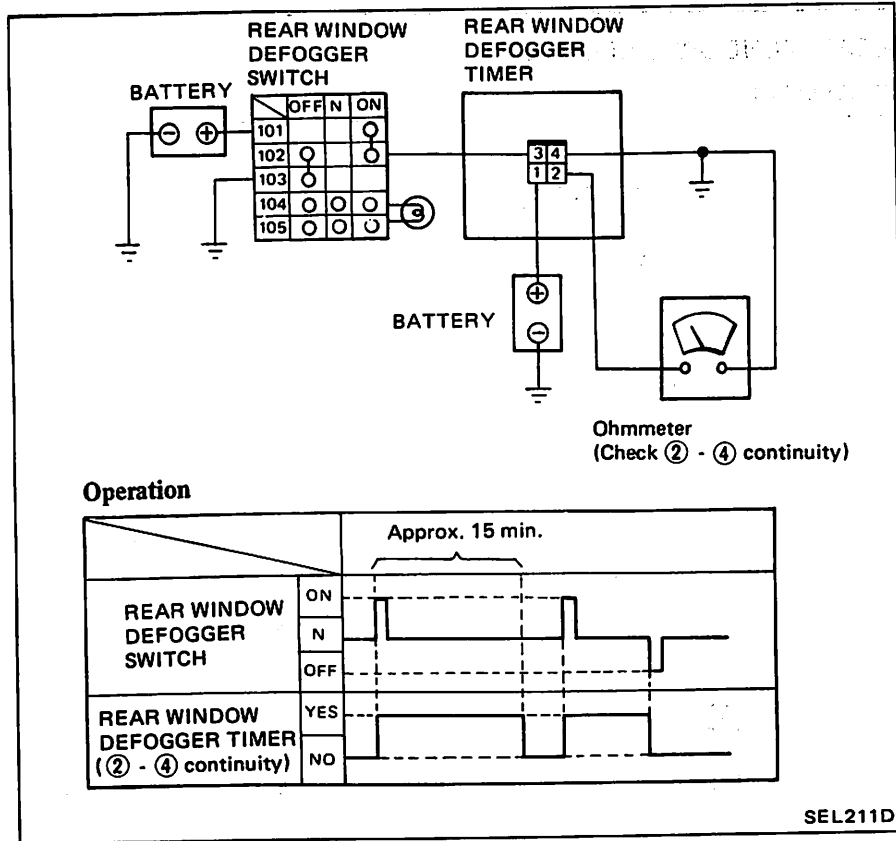 REAR WINDOW
DEFOGGER
SWITCH
REAR WINDOW
DEFOGGER
TIMER
BATTERY
OFF N ON
101
102
103
104
105
3 4
1 2
BATTERY
Ohmmeter
(Check ② - ④ continuity)
Operation
Approx. 15 min.
REAR WINDOW
DEFOGGER
SWITCH
ON
N
OFF
REAR WINDOW
DEFOGGER TIMER
(② - ④ continuity)
YES
NO
SEL211D